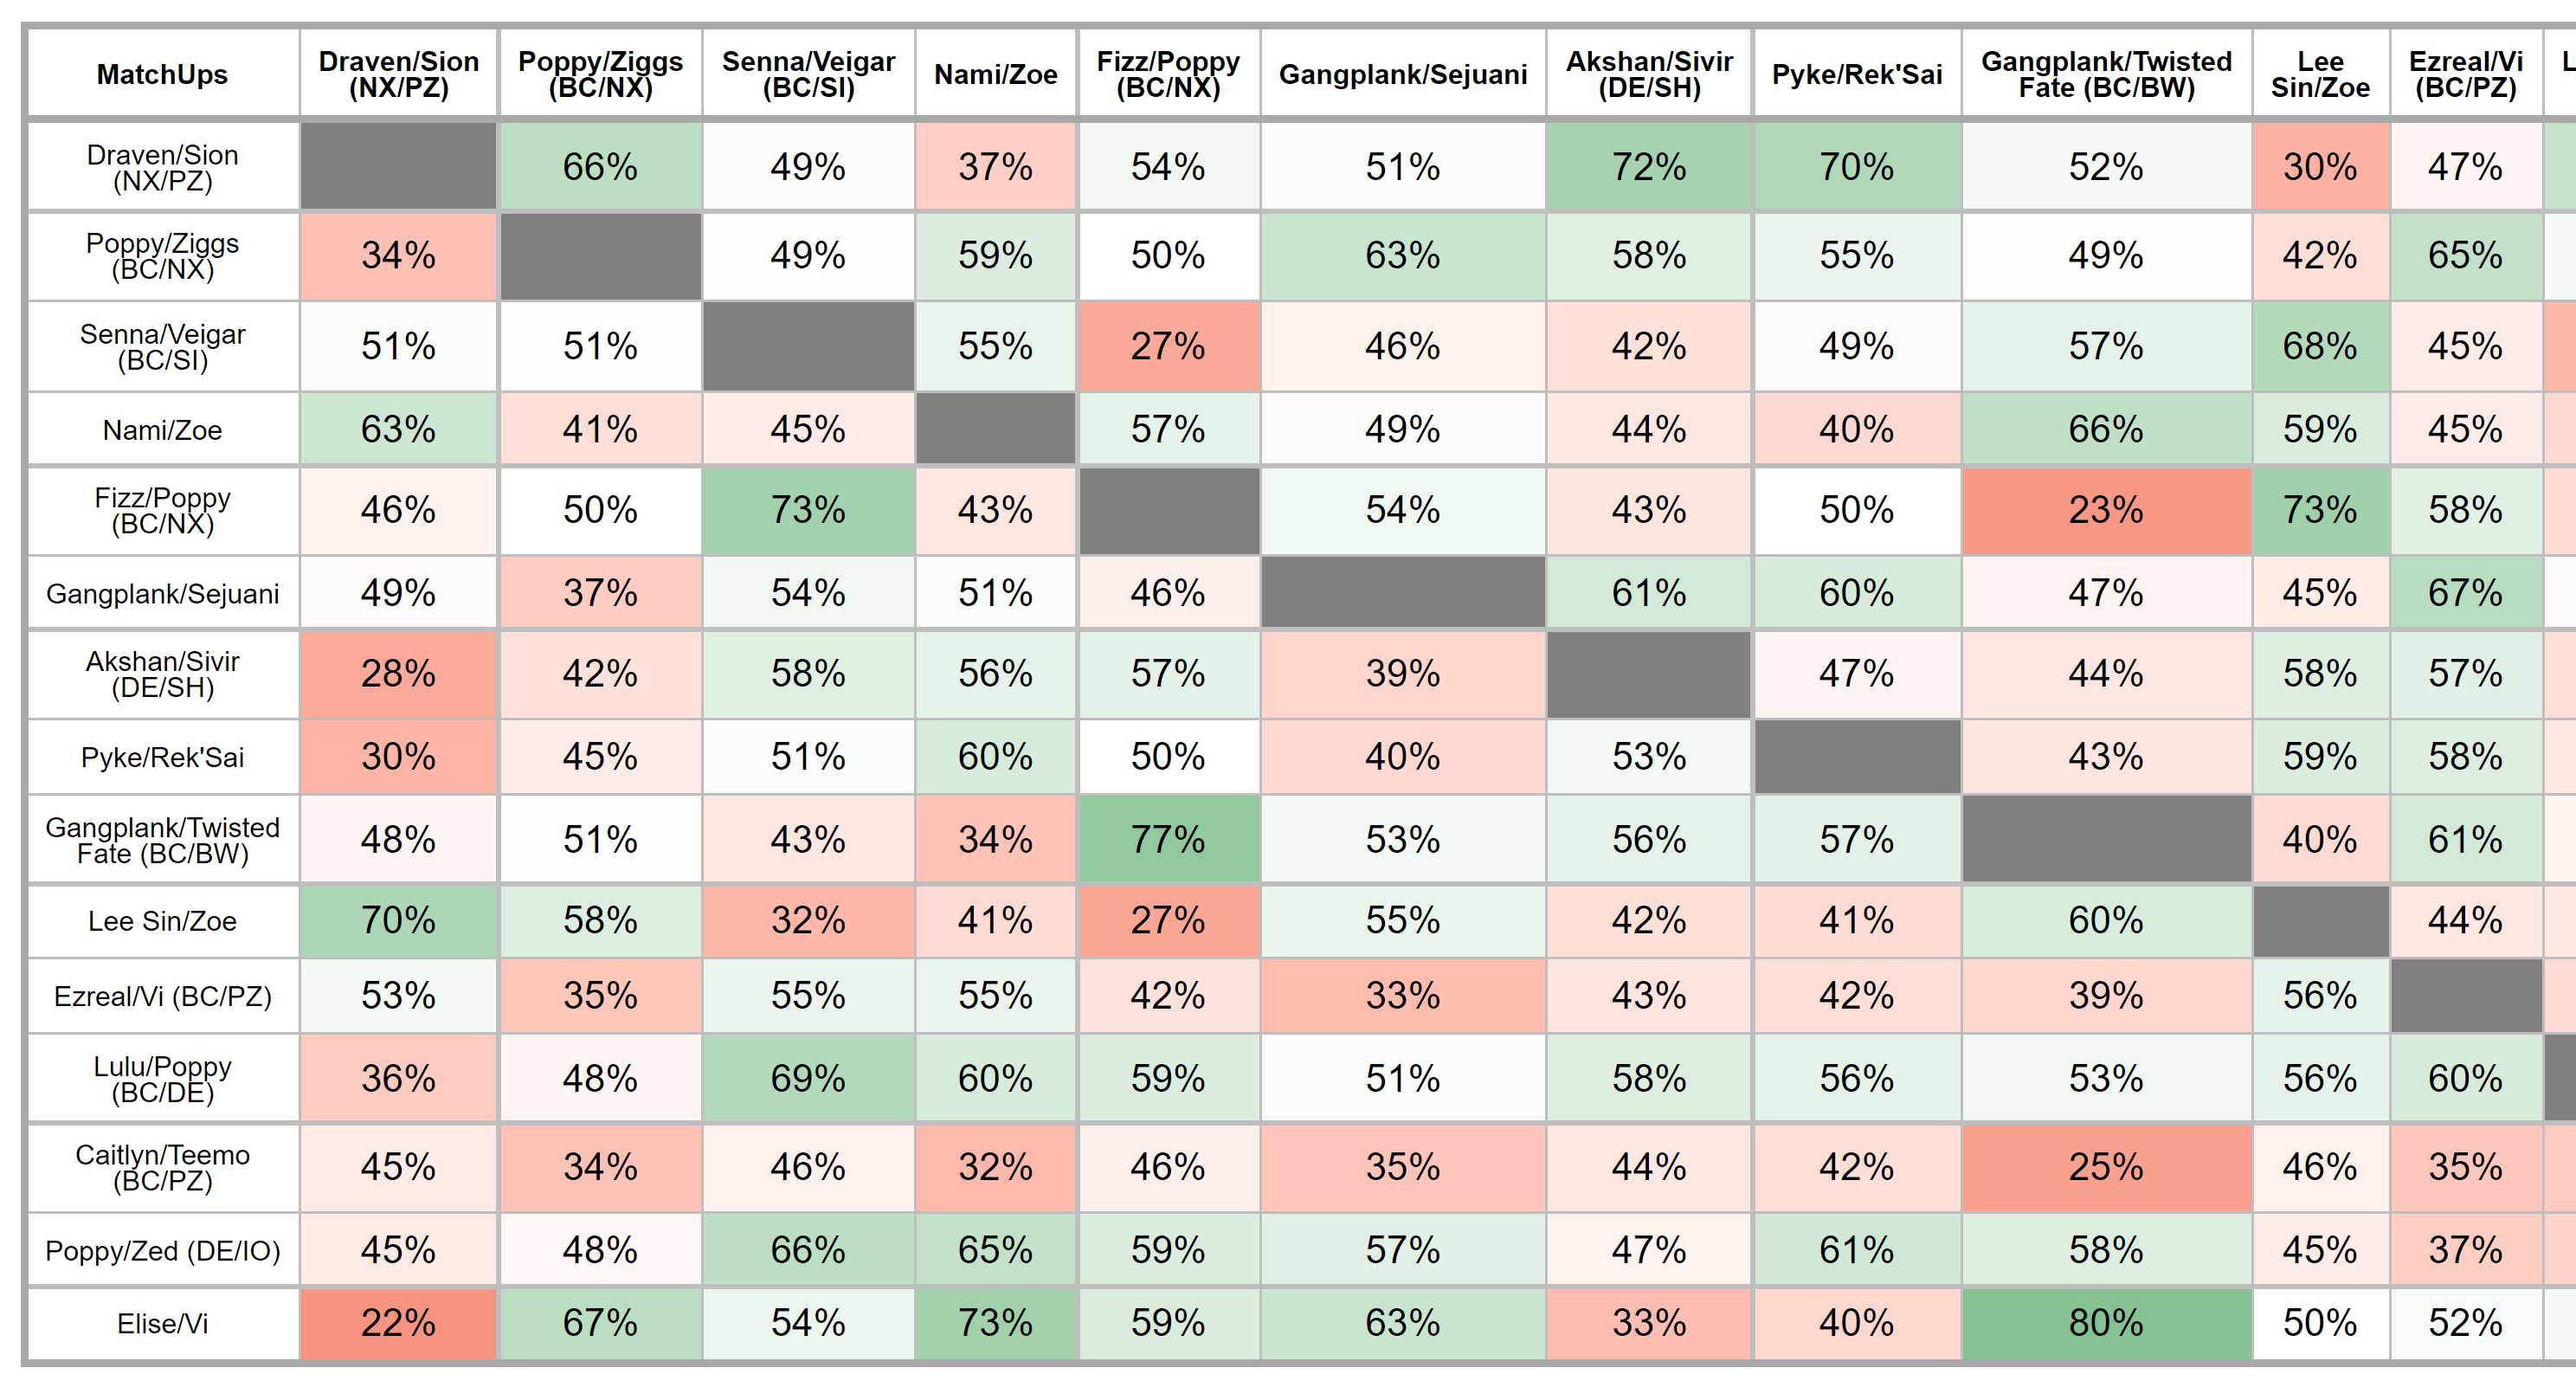 MatchUps Draven/Sion (NX/PZ) Poppy/Ziggs (BC/NX) Senna/Veigar (BC/SI) Nami/Zoe Fizz/Poppy (BC/NX) Gangplank/Sejuani Akshan/Sivir (DE/SH) Pyke/Rek'Sai Gangplank/Twisted Fate (BC/BW) Lee Sin/Zoe Ezreal/Vi (BC/PZ) L
Draven/Sion (NX/PZ) 66% 49% 37% 54% 51% 72% 70% 52% 30% 47%
Poppy/Ziggs (BC/NX) 34% 49% 59% 50% 63% 58% 55% 49% 42% 65%
Senna/Veigar (BC/SI) 51% 51% 55% 27% 46% 42% 49% 57% 68% 45%
Nami/Zoe 63% 41% 45% 57% 49% 44% 40% 66% 59% 45%
Fizz/Poppy (BC/NX) 46% 50% 73% 43% 54% 43% 50% 23% 73% 58%
Gangplank/Sejuani 49% 37% 54% 51% 46% 61% 60% 47% 45% 67%
Akshan/Sivir (DE/SH) 28% 42% 58% 56% 57% 39% 47% 44% 58% 57%
Pyke/Rek'Sai 30% 45% 51% 60% 50% 40% 53% 43% 59% 58%
Gangplank/Twisted Fate (BC/BW) 48% 51% 43% 34% 77% 53% 56% 57% 40% 61%
Lee Sin/Zoe 70% 58% 32% 41% 27% 55% 42% 41% 60% 44%
Ezreal/Vi (BC/PZ) 53% 35% 55% 55% 42% 33% 43% 42% 39% 56%
Lulu/Poppy (BC/DE) 36% 48% 69% 60% 59% 51% 58% 56% 53% 56% 60%
Caitlyn/Teemo (BC/PZ) 45% 34% 46% 32% 46% 35% 44% 42% 25% 46% 35%
Poppy/Zed (DE/IO) 45% 48% 66% 65% 59% 57% 47% 61% 58% 45% 37%
Elise/Vi 22% 67% 54% 73% 59% 63% 33% 40% 80% 50% 52%